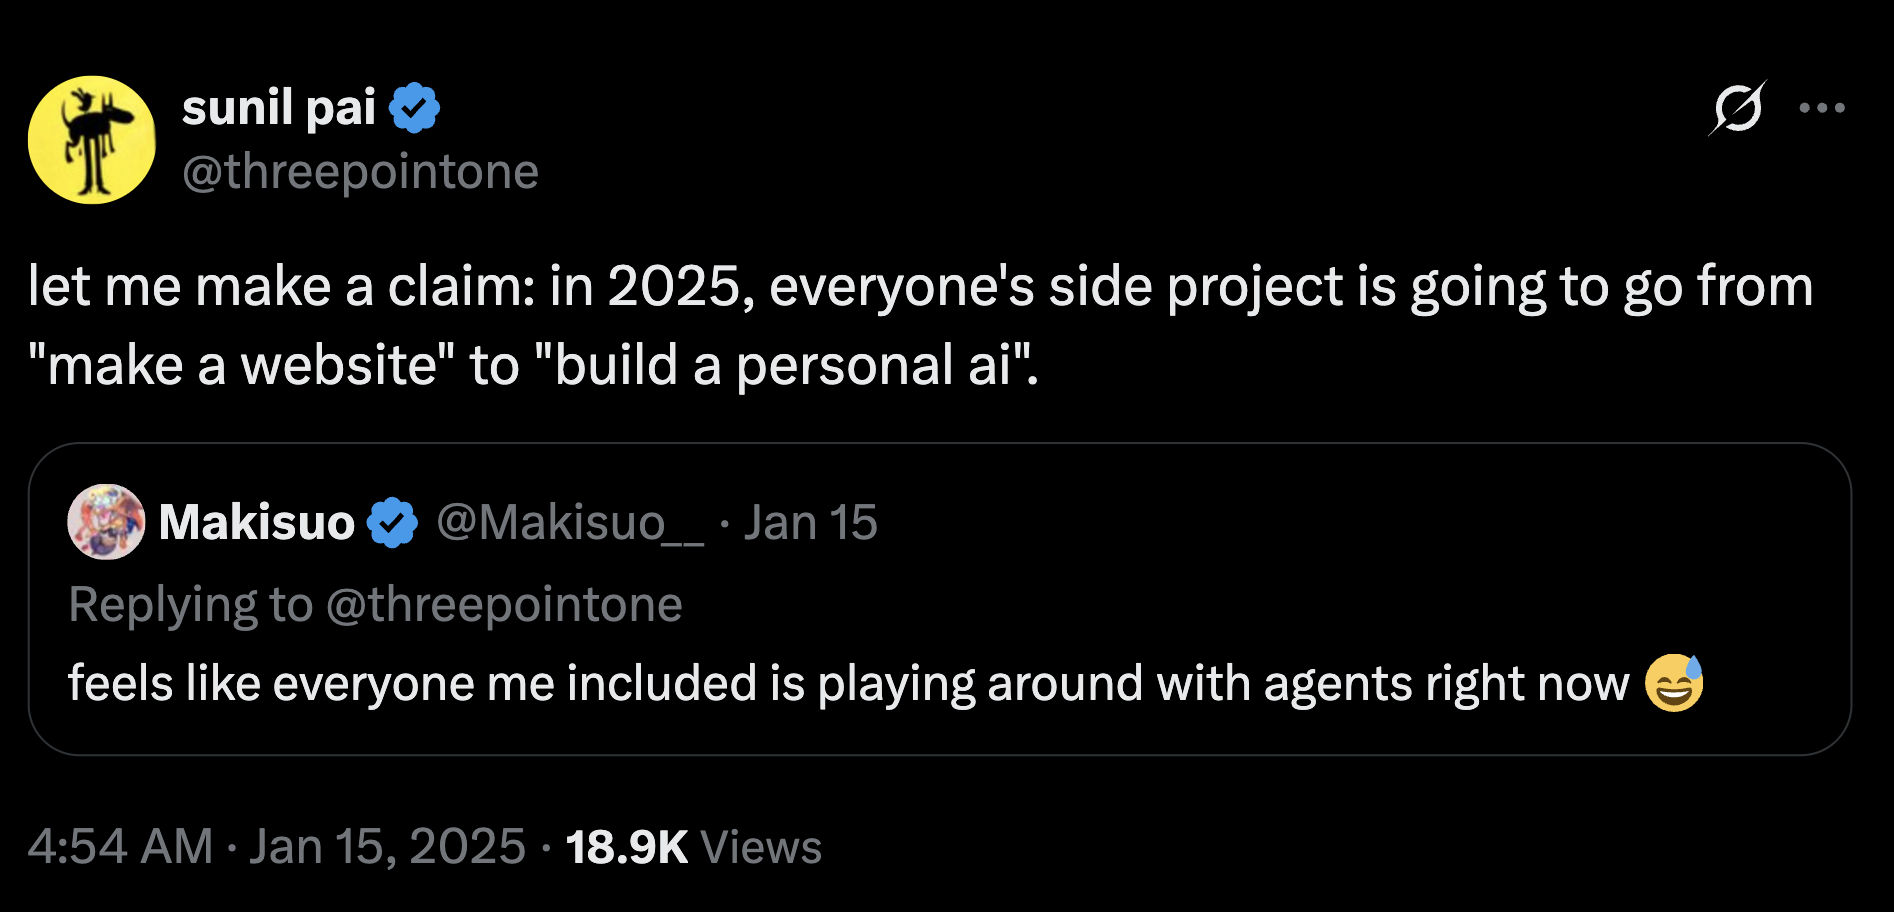 sunil pai
@threepointone
let me make a claim: in 2025, everyone's side project is going to go from
"make a website" to "build a personal ai".
Makisuo @Makisuo__ · Jan 15
Replying to @threepointone
feels like everyone me included is playing around with agents right now 😅
4:54 AM · Jan 15, 2025 · 18.9K Views